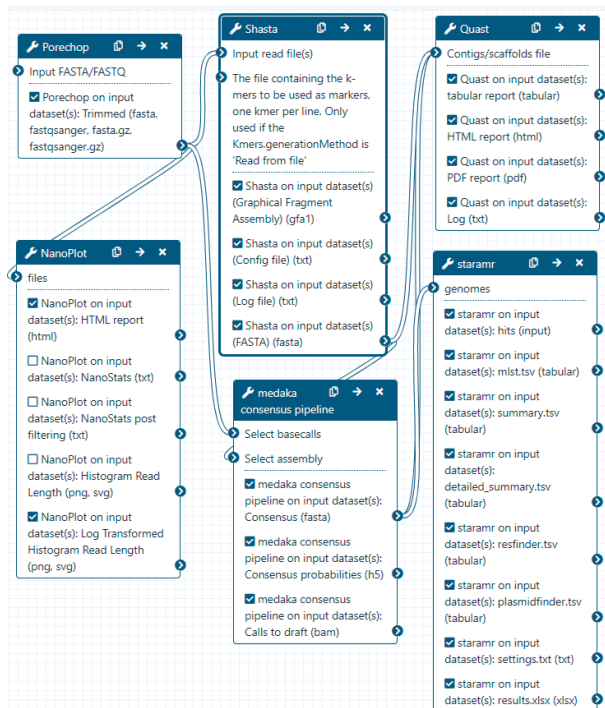 Porechop
Input FASTA/FASTQ
Porechop on input
dataset(s): Trimmed (fasta,
fastqsanger, fasta.gz,
fastqsanger.gz)
NanoPlot
files
NanoPlot on input
dataset(s): HTML report
(html)
NanoPlot on input
dataset(s): NanoStats (txt)
NanoPlot on input
dataset(s): NanoStats post
filtering (txt)
NanoPlot on input
dataset(s): Histogram Read
Length (png, svg)
NanoPlot on input
dataset(s): Log Transformed
Histogram Read Length
(png, svg)
Shasta
Input read file(s)
The file containing the k-
mers to be used as markers,
one kmer per line. Only
used if the
Kmers.generationMethod is
'Read from file'
Shasta on input dataset(s)
(Graphical Fragment
Assembly) (gfa1)
Shasta on input dataset(s)
(Config file) (txt)
Shasta on input dataset(s)
(Log file) (txt)
Shasta on input dataset(s)
(FASTA) (fasta)
medaka
consensus pipeline
Select basecalls
Select assembly
medaka consensus
pipeline on input dataset(s):
Consensus (fasta)
medaka consensus
pipeline on input dataset(s):
Consensus probabilities (h5)
medaka consensus
pipeline on input dataset(s):
Calls to draft (bam)
Quast
Contigs/scaffolds file
Quast on input dataset(s):
tabular report (tabular)
Quast on input dataset(s):
HTML report (html)
Quast on input dataset(s):
PDF report (pdf)
Quast on input dataset(s):
Log (txt)
staramr
genomes
staramr on input
dataset(s): hits (input)
staramr on input
dataset(s): mlst.tsv (tabular)
staramr on input
dataset(s): summary.tsv
(tabular)
staramr on input
dataset(s):
detailed_summary.tsv
(tabular)
staramr on input
dataset(s): resfinder.tsv
(tabular)
staramr on input
dataset(s): plasmidfinder.tsv
(tabular)
staramr on input
dataset(s): settings.txt (txt)
staramr on input
dataset(s): results.xlsx (xlsx)